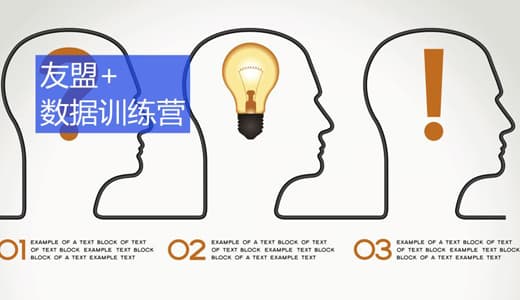 友盟+
数据训练营
?
!
01
EXAMPLE OF A TEXT BLOCK OF TEXT
OF TEXT BLOCK EXAMPLE TEXT BLOCK
BLOCK OF A EXAMPLE TEXT
02
EXAMPLE OF A TEXT BLOCK OF TEXT
OF TEXT BLOCK EXAMPLE TEXT BLOCK
BLOCK OF A EXAMPLE TEXT
03
EXAMPLE OF A TEXT BLOCK OF TEXT
OF TEXT BLOCK EXAMPLE TEXT BLOCK
BLOCK OF A EXAMPLE TEXT